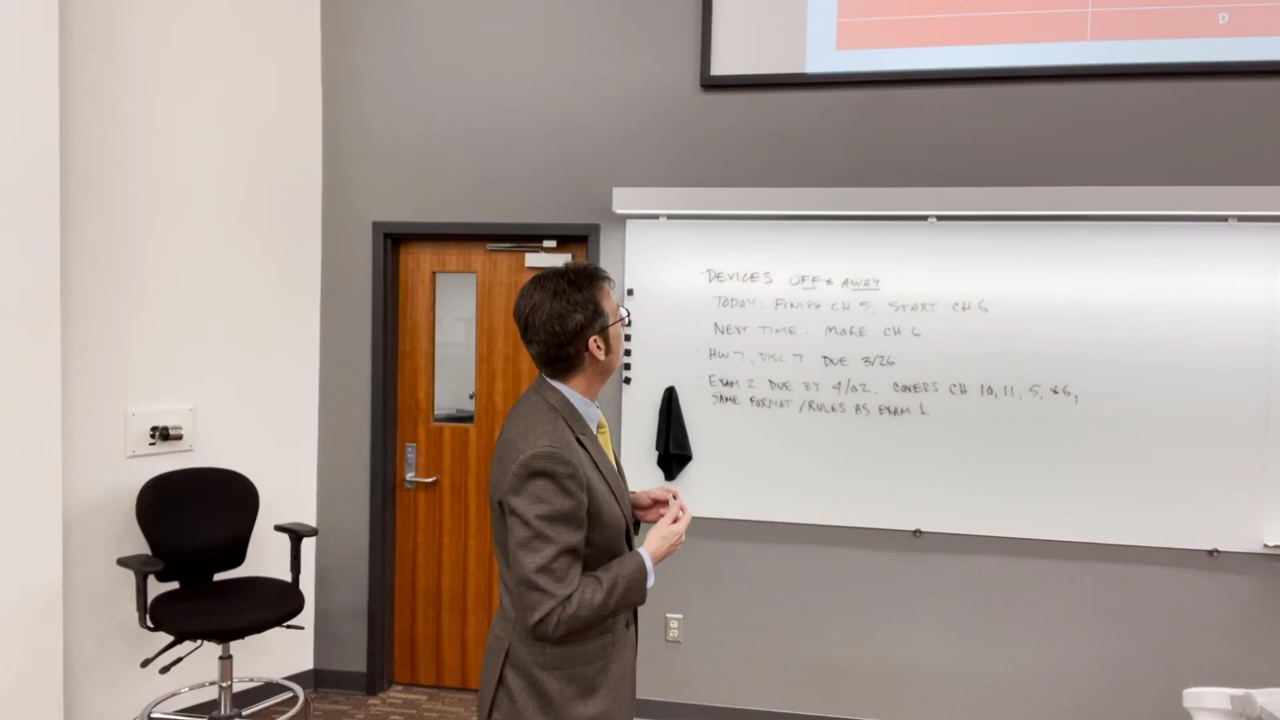 D
· DEVICES OFF & AWAY
TODAY: FINISH CH 5, START CH 6
NEXT TIME: MORE CH 6
· HW 7, DISC 7 DUE 3/26
· EXAM 2 DUE BY 4/02. COVERS CH 10, 11, 5, & 6,
SAME FORMAT / RULES AS EXAM 1.